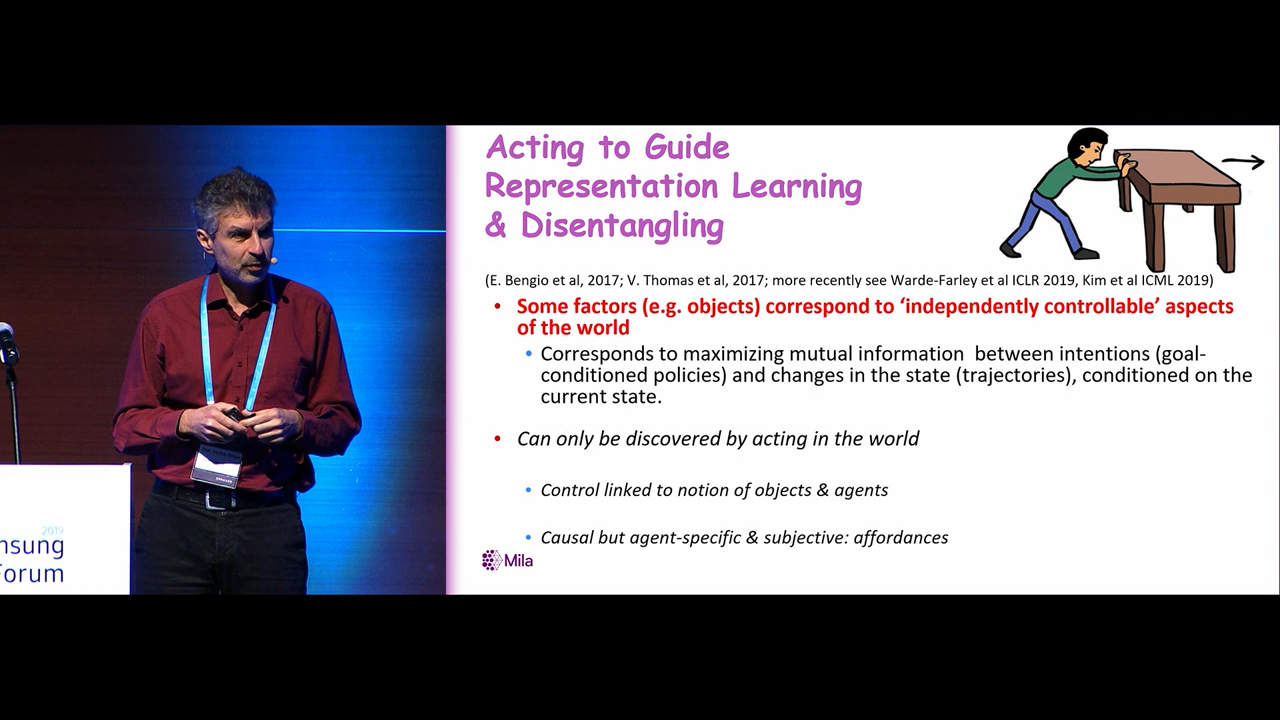 Acting to Guide
Representation Learning
& Disentangling
(E. Bengio et al, 2017; V. Thomas et al, 2017; more recently see Warde-Farley et al ICLR 2019, Kim et al ICML 2019)
• Some factors (e.g. objects) correspond to ‘independently controllable’ aspects
of the world
• Corresponds to maximizing mutual information between intentions (goal-
conditioned policies) and changes in the state (trajectories), conditioned on the
current state.
• Can only be discovered by acting in the world
• Control linked to notion of objects & agents
• Causal but agent-specific & subjective: affordances
Mila
2019
nsung
Forum